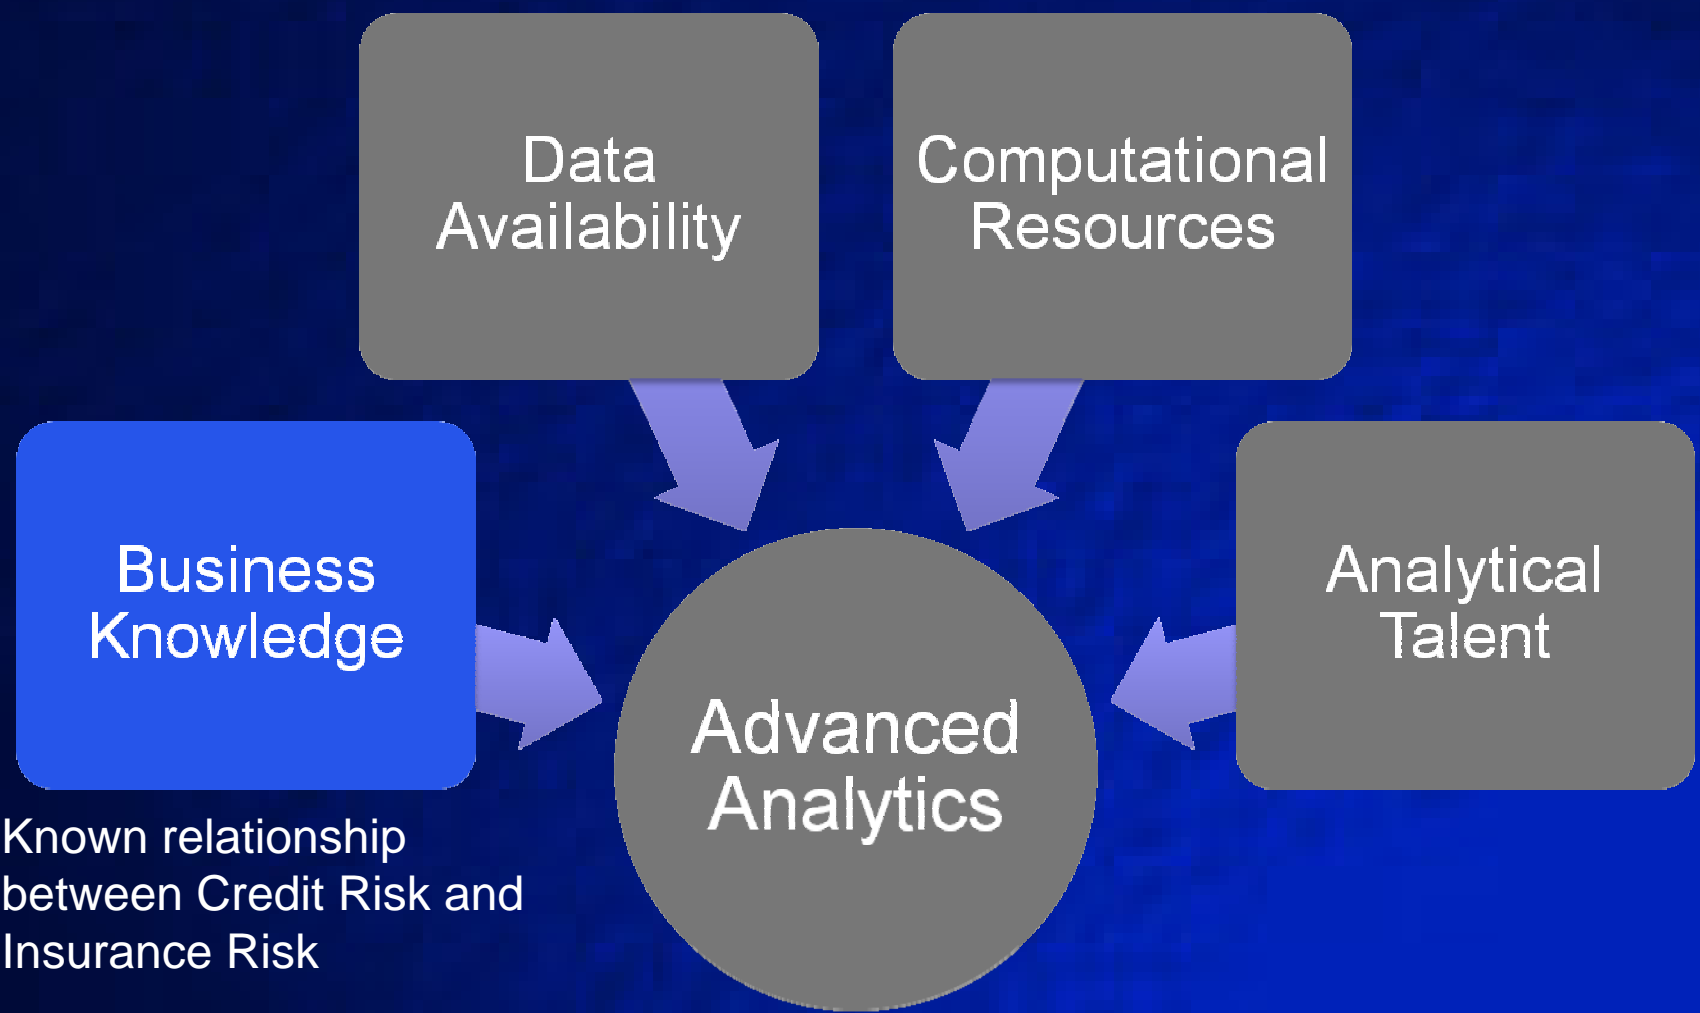 Data
Availability
Computational
Resources
Business
Knowledge
Analytical
Talent
Advanced
Analytics
Known relationship
between Credit Risk and
Insurance Risk